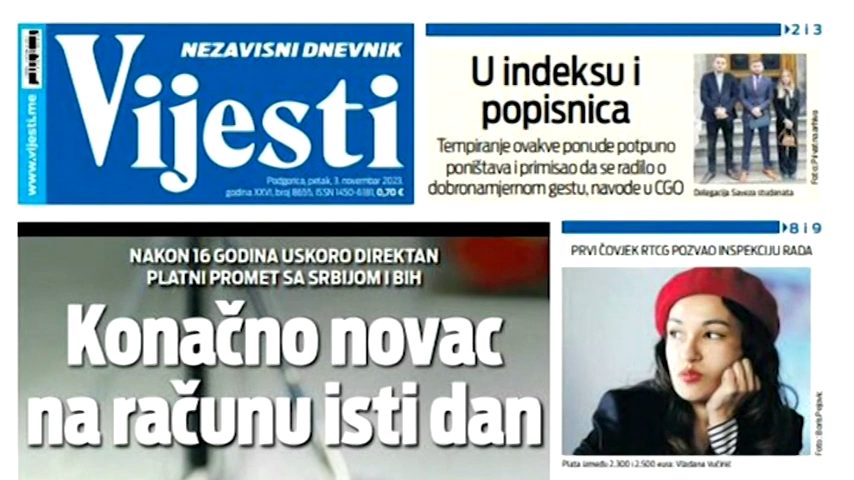 www.vijesti.me
NEZAVISNI DNEVNIK
Vijesti
Podgorica, petak, 3. novembar 2023.
godina XXVI, broj 8655, ISSN 1450-6181, 0,70 €
2 i 3
U indeksu i
popisnica
Tempiranje ovakve ponude potpuno
poništava i primisao da se radilo o
dobronamjernom gestu, navode u CGO
Delegacija Saveza studenata
Foto: Privatna arhiva
NAKON 16 GODINA USKORO DIREKTAN
PLATNI PROMET SA SRBIJOM I BIH
Konačno novac
na računu isti dan
8 i 9
PRVI ČOVJEK RTCG POZVAO INSPEKCIJU RADA
Foto: Boris Pejović
Plata između 2.300 i 2.500 eura: Vladana Vučinić